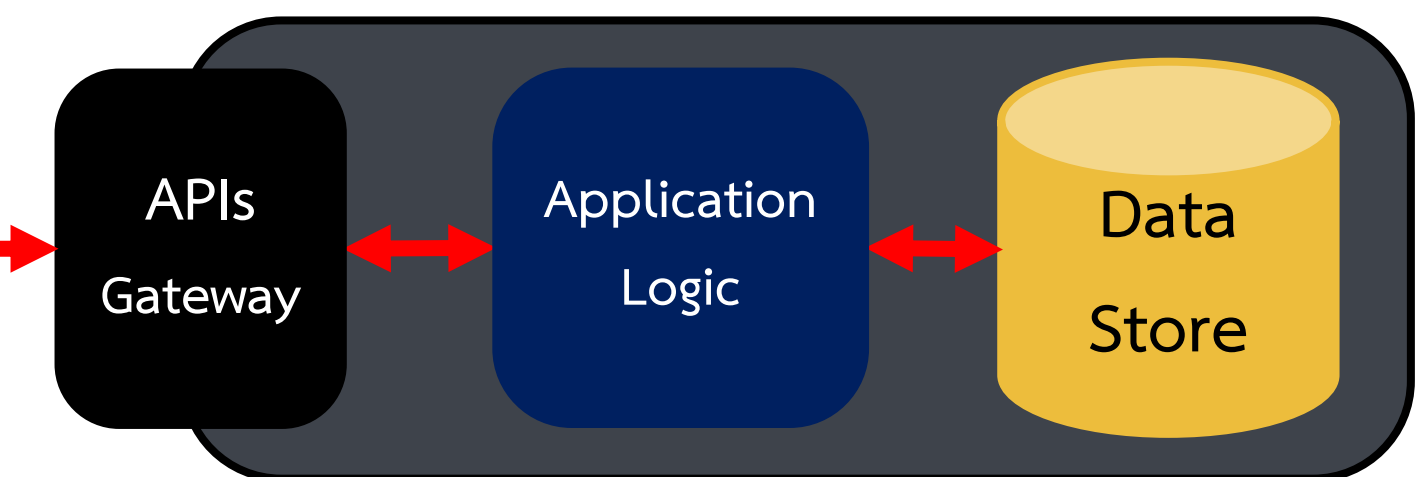 APIs
Gateway
Application
Logic
Data
Store